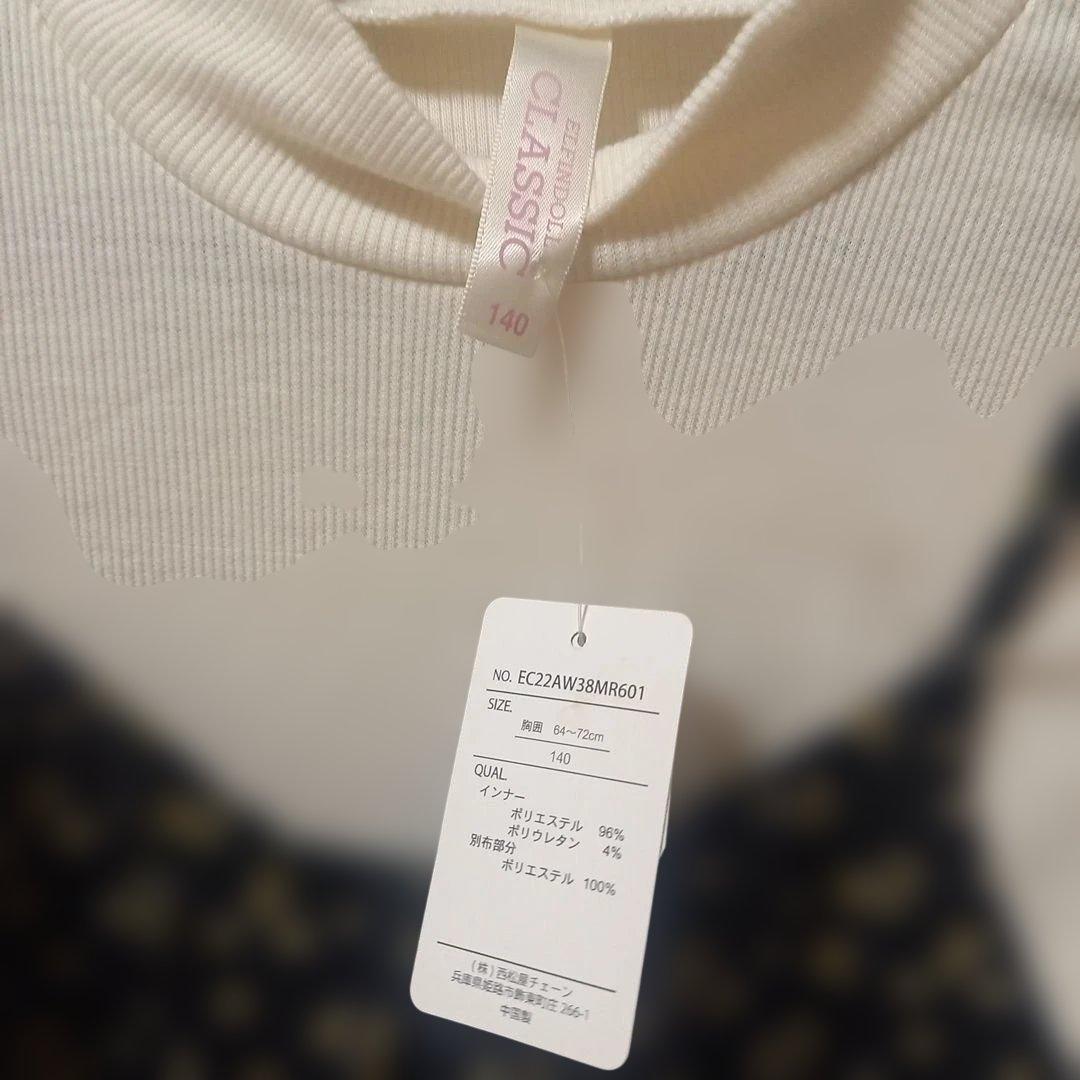 ELFINDOLL
CLASSIC
140
NO. EC22AW38MR601
SIZE.
胸囲 64～72cm
140
QUAL.
インナー
ポリエステル 96%
ポリウレタン 4%
別布部分
ポリエステル 100%
(株)西松屋チェーン
兵庫県姫路市飾東町庄 266-1
中国製